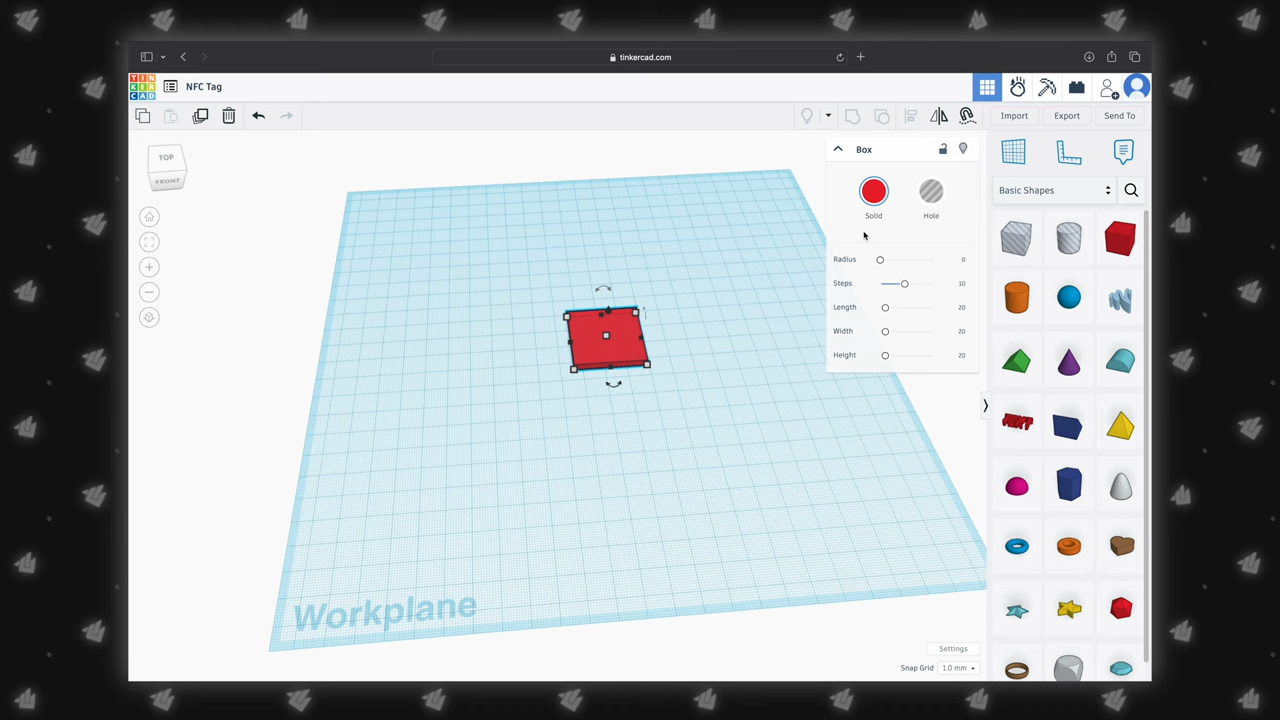 tinkercad.com
TIN
KER
CAD
NFC Tag
Import
Export
Send To
TOP
FRONT
Box
Solid
Hole
Radius 0
Steps 10
Length 20
Width 20
Height 20
Basic Shapes
Workplane
Settings
Snap Grid 1.0 mm